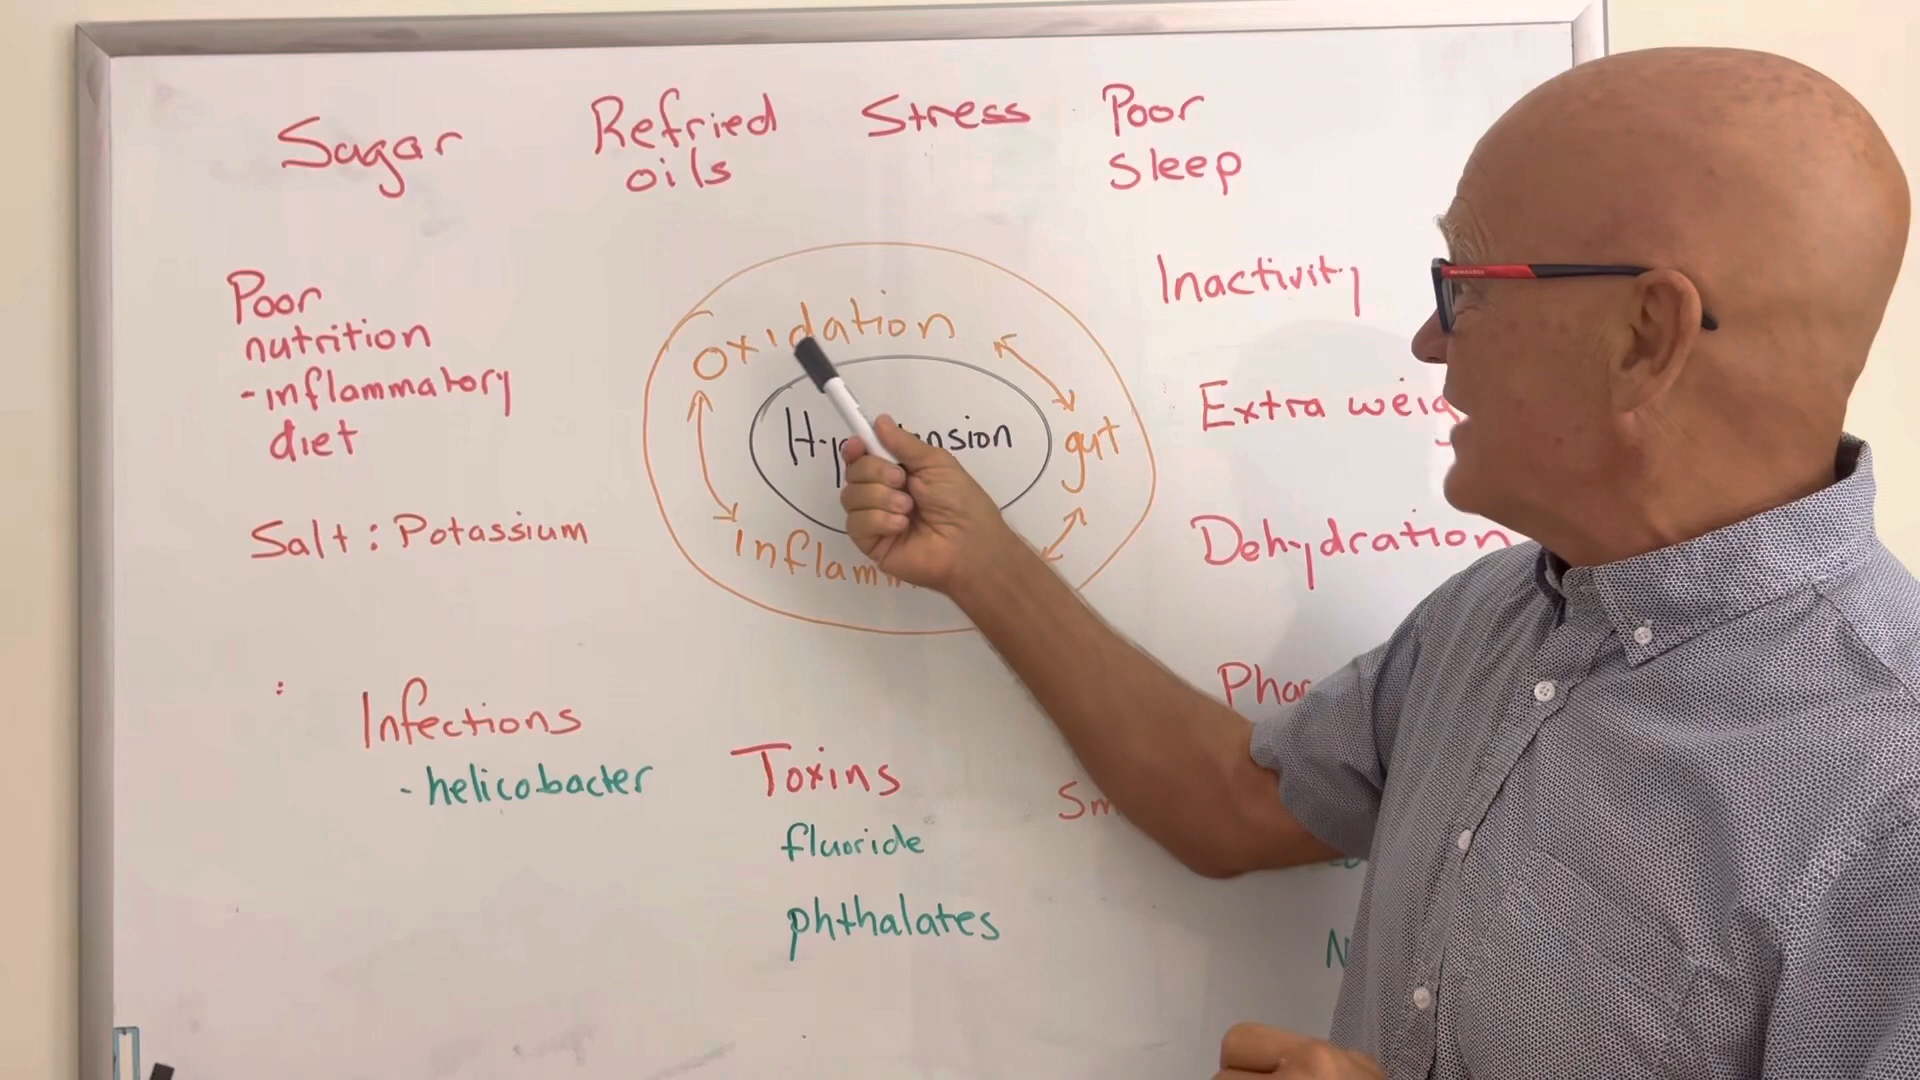 Sugar
Refried
oils
Stress
Poor
sleep
Poor
nutrition
-inflammatory
diet
oxidation
gut
Inactivity
Extra
Dehydration
Salt : Potassium
Infections
- helicobacter
Toxins
fluoride
phthalates